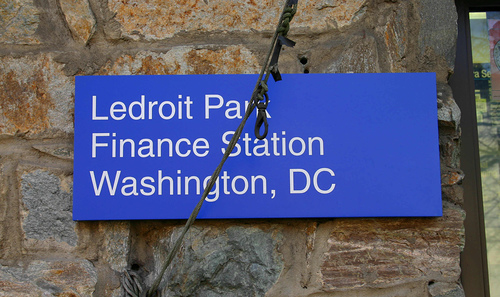 Ledroit Park
Finance Station
Washington, DC